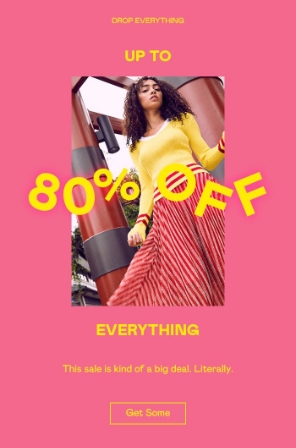 DROP EVERYTHING
UP TO
80% OFF
EVERYTHING
This sale is kind of a big deal. Literally.
Get Some